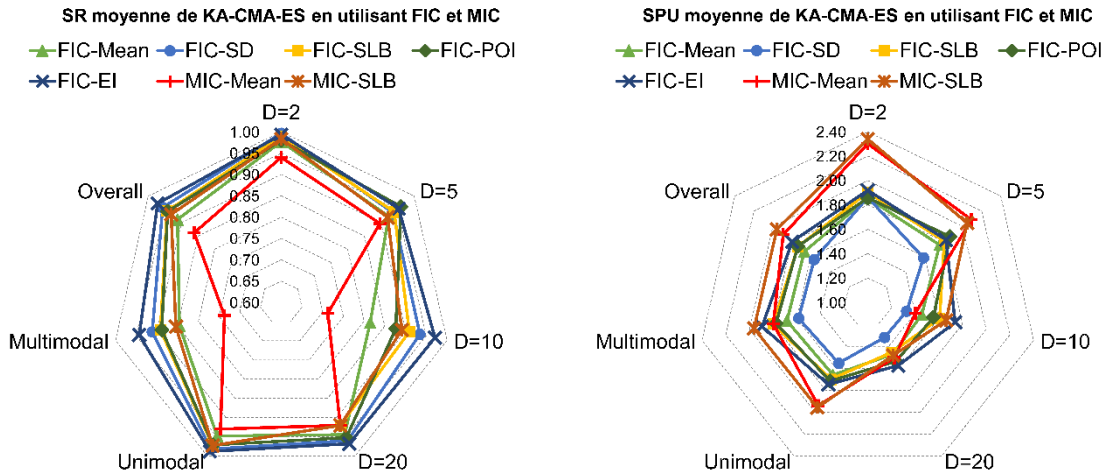 SR moyenne de KA-CMA-ES en utilisant FIC et MIC
FIC-Mean FIC-SD FIC-SLB FIC-POI
FIC-EI MIC-Mean MIC-SLB
D=2
D=5
D=10
D=20
Unimodal
Multimodal
Overall
1.00
0.95
0.90
0.85
0.80
0.75
0.70
0.65
0.60
SPU moyenne de KA-CMA-ES en utilisant FIC et MIC
FIC-Mean FIC-SD FIC-SLB FIC-POI
FIC-EI MIC-Mean MIC-SLB
D=2
D=5
D=10
D=20
Unimodal
Multimodal
Overall
2.40
2.20
2.00
1.80
1.60
1.40
1.20
1.00